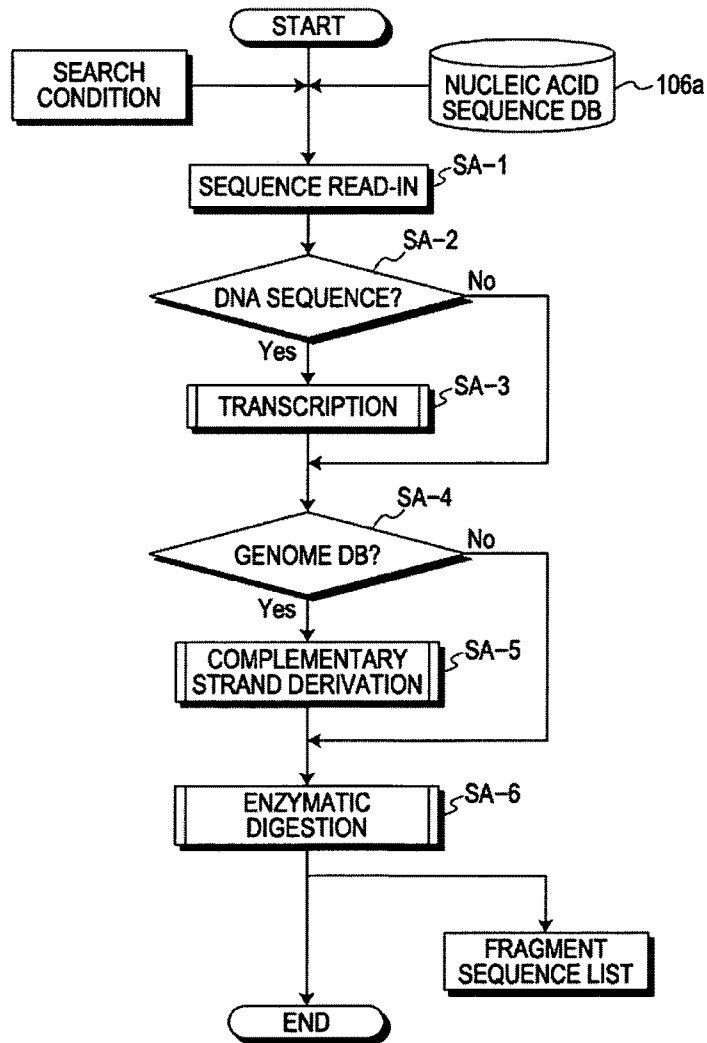 START
SEARCH
CONDITION
NUCLEIC ACID
SEQUENCE DB
106a
SA-1
SEQUENCE READ-IN
SA-2
DNA SEQUENCE?
No
Yes
SA-3
TRANSCRIPTION
SA-4
GENOME DB?
No
Yes
SA-5
COMPLEMENTARY
STRAND DERIVATION
SA-6
ENZYMATIC
DIGESTION
FRAGMENT
SEQUENCE LIST
END